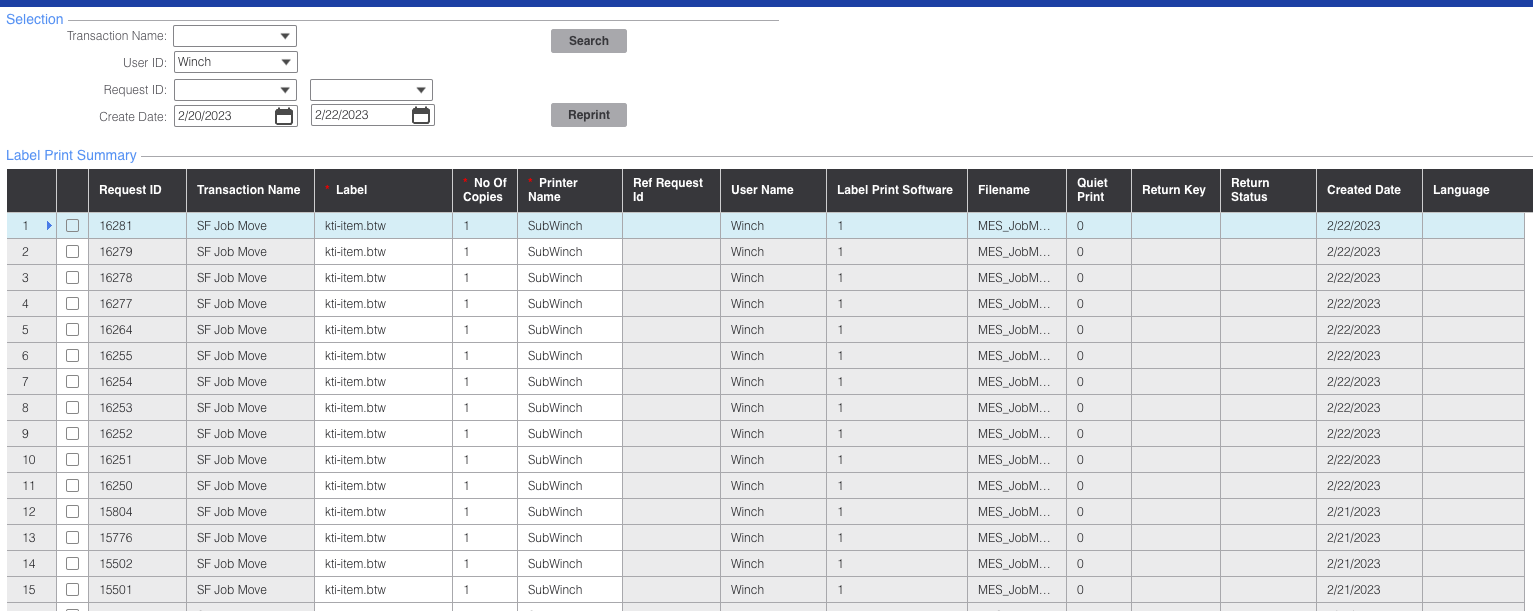 Selection
Transaction Name:
Search
User ID: Winch
Request ID:
Create Date: 2/20/2023 2/22/2023
Reprint
Label Print Summary
Request ID Transaction Name * Label * No Of Copies * Printer Name Ref Request Id User Name Label Print Software Filename Quiet Print Return Key Return Status Created Date Language
1 16281 SF Job Move kti-item.btw 1 SubWinch Winch 1 MES_JobM... 0 2/22/2023
2 16279 SF Job Move kti-item.btw 1 SubWinch Winch 1 MES_JobM... 0 2/22/2023
3 16278 SF Job Move kti-item.btw 1 SubWinch Winch 1 MES_JobM... 0 2/22/2023
4 16277 SF Job Move kti-item.btw 1 SubWinch Winch 1 MES_JobM... 0 2/22/2023
5 16264 SF Job Move kti-item.btw 1 SubWinch Winch 1 MES_JobM... 0 2/22/2023
6 16255 SF Job Move kti-item.btw 1 SubWinch Winch 1 MES_JobM... 0 2/22/2023
7 16254 SF Job Move kti-item.btw 1 SubWinch Winch 1 MES_JobM... 0 2/22/2023
8 16253 SF Job Move kti-item.btw 1 SubWinch Winch 1 MES_JobM... 0 2/22/2023
9 16252 SF Job Move kti-item.btw 1 SubWinch Winch 1 MES_JobM... 0 2/22/2023
10 16251 SF Job Move kti-item.btw 1 SubWinch Winch 1 MES_JobM... 0 2/22/2023
11 16250 SF Job Move kti-item.btw 1 SubWinch Winch 1 MES_JobM... 0 2/22/2023
12 15804 SF Job Move kti-item.btw 1 SubWinch Winch 1 MES_JobM... 0 2/21/2023
13 15776 SF Job Move kti-item.btw 1 SubWinch Winch 1 MES_JobM... 0 2/21/2023
14 15502 SF Job Move kti-item.btw 1 SubWinch Winch 1 MES_JobM... 0 2/21/2023
15 15501 SF Job Move kti-item.btw 1 SubWinch Winch 1 MES_JobM... 0 2/21/2023